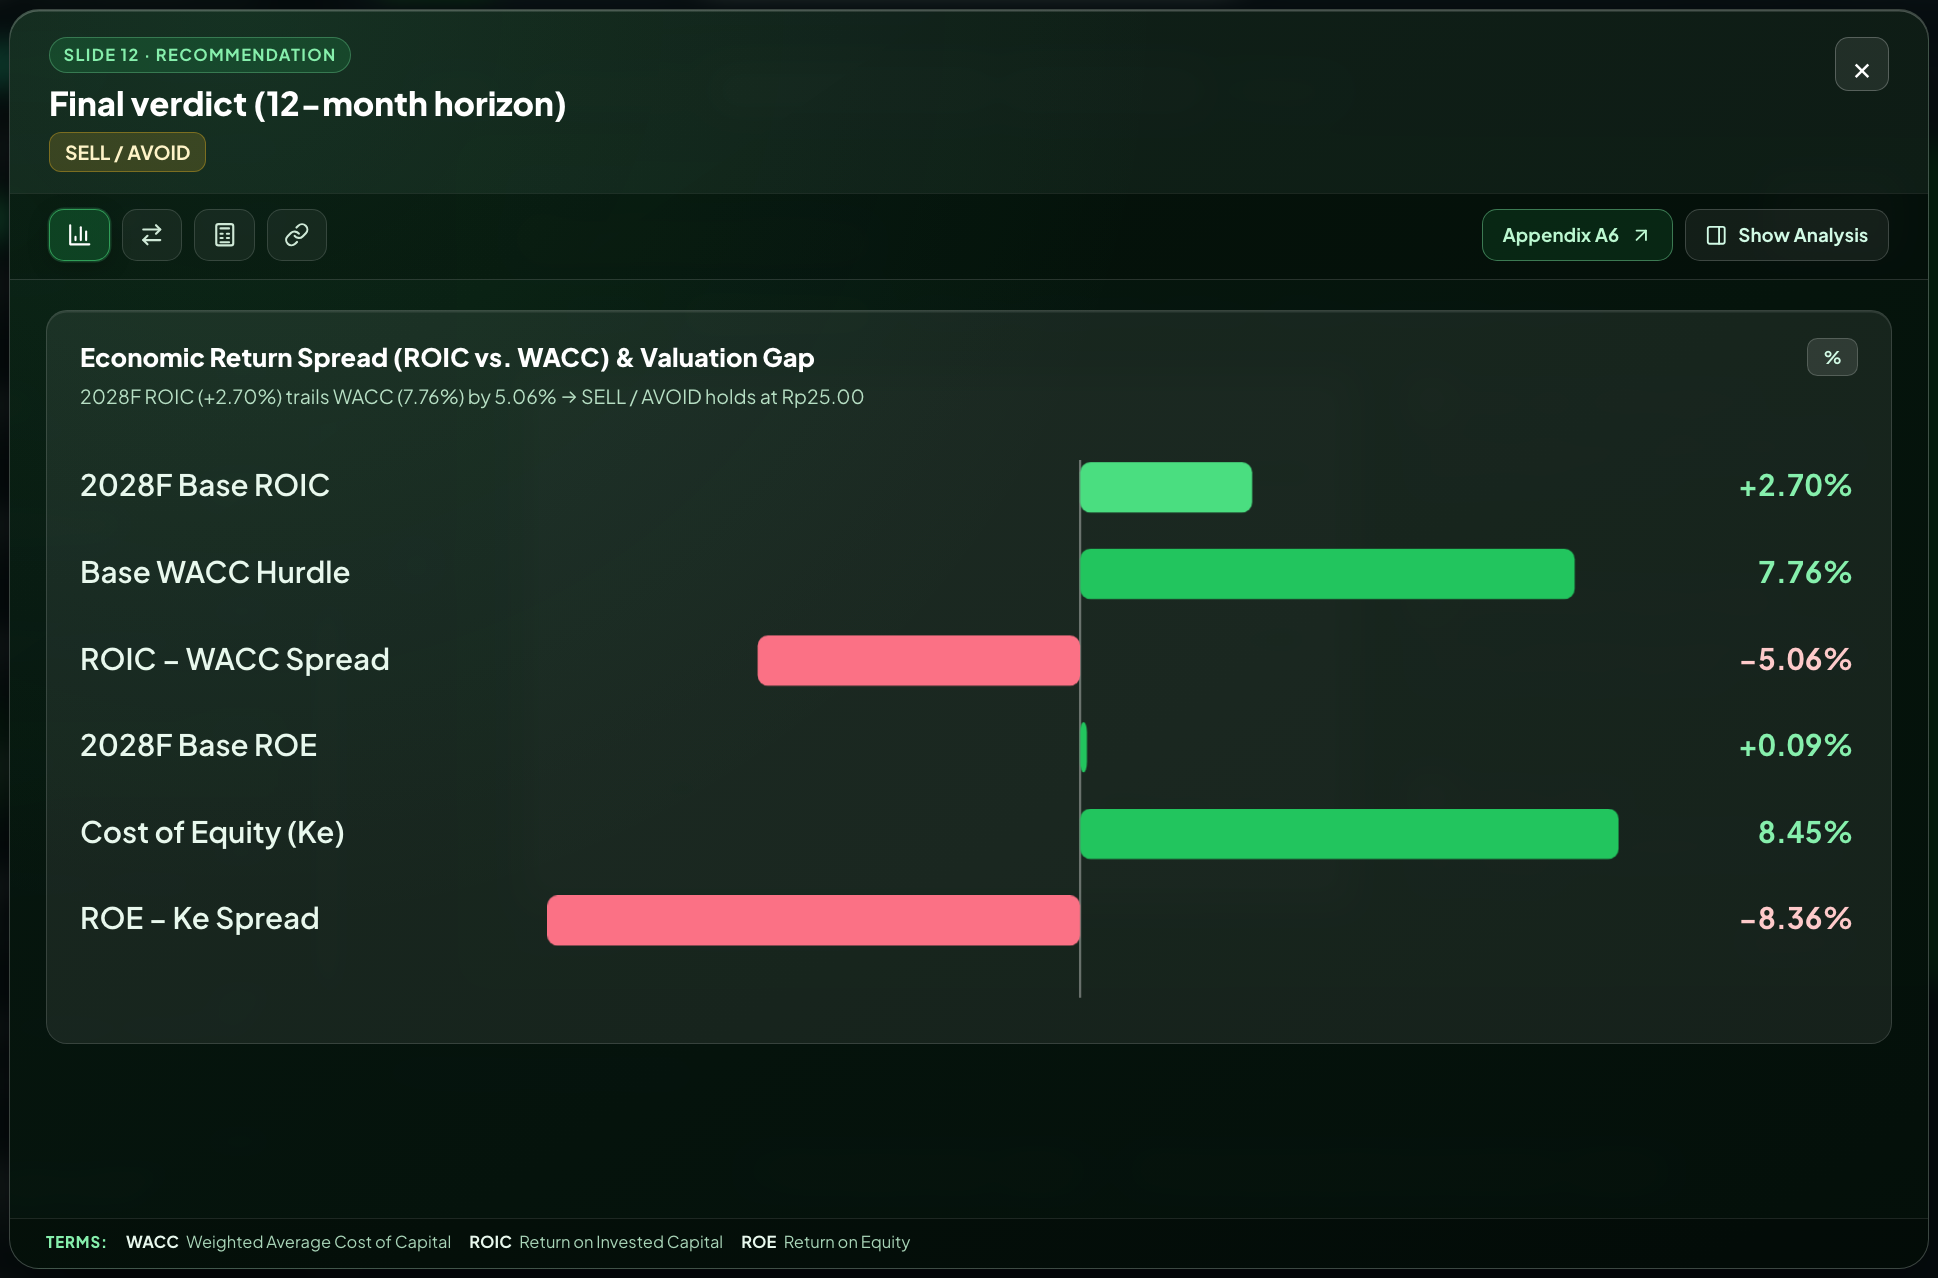 SLIDE 12 · RECOMMENDATION
Final verdict (12–month horizon)
SELL / AVOID
Appendix A6
Show Analysis
Economic Return Spread (ROIC vs. WACC) & Valuation Gap
%
2028F ROIC (+2.70%) trails WACC (7.76%) by 5.06% → SELL / AVOID holds at Rp25.00
2028F Base ROIC +2.70%
Base WACC Hurdle 7.76%
ROIC – WACC Spread –5.06%
2028F Base ROE +0.09%
Cost of Equity (Ke) 8.45%
ROE – Ke Spread –8.36%
TERMS: WACC Weighted Average Cost of Capital ROIC Return on Invested Capital ROE Return on Equity